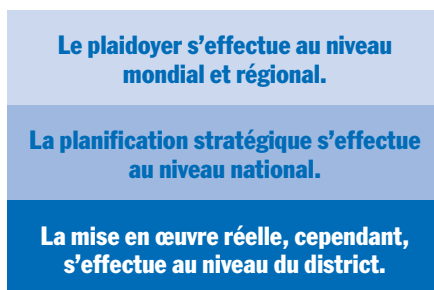 Le plaidoyer s’effectue au niveau
mondial et régional.
La planification stratégique s’effectue
au niveau national.
La mise en œuvre réelle, cependant,
s’effectue au niveau du district.